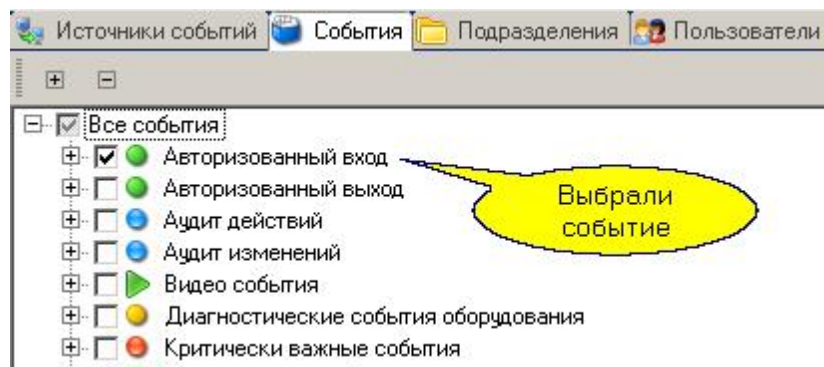 Источники событий События Подразделения Пользователи
Все события
Авторизованный вход
Авторизованный выход
Выбрали
событие
Аудит действий
Аудит изменений
Видео события
Диагностические события оборудования
Критически важные события